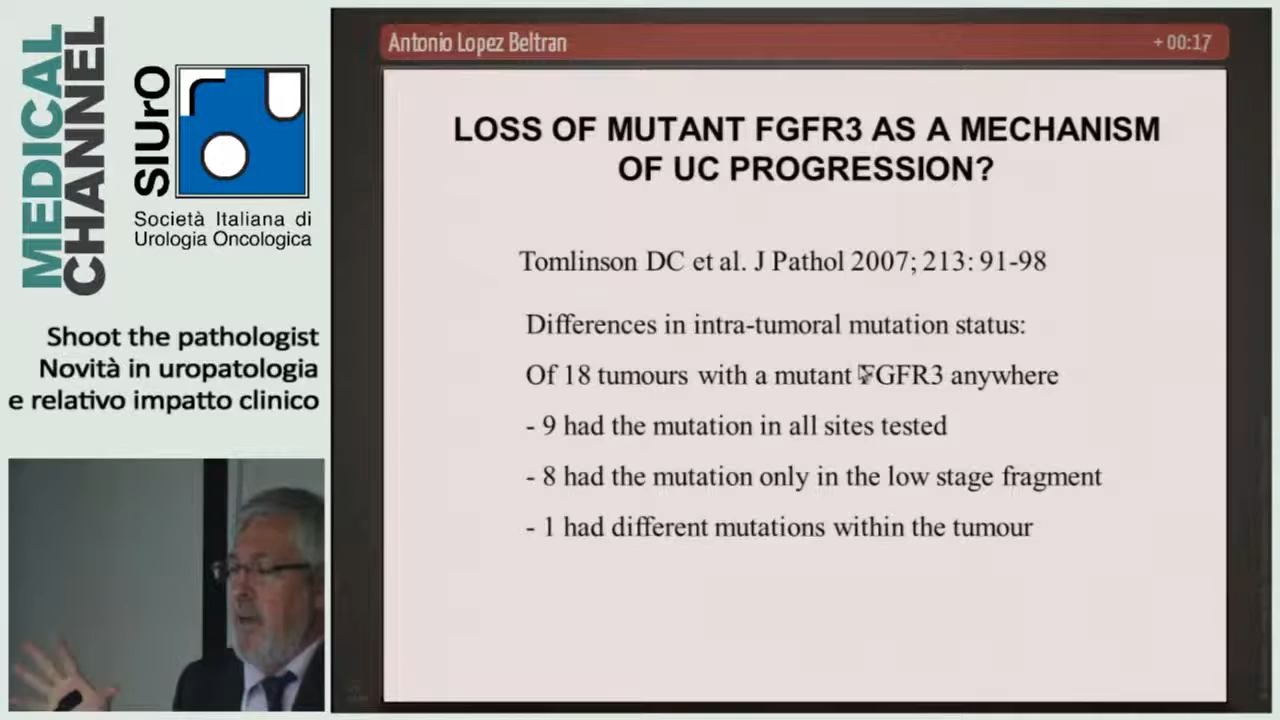 MEDICAL
CHANNEL
SIUrO
Società Italiana di
Urologia Oncologica
Shoot the pathologist
Novità in uropatologia
e relativo impatto clinico
Antonio Lopez Beltran
+ 00:17
LOSS OF MUTANT FGFR3 AS A MECHANISM
OF UC PROGRESSION?
Tomlinson DC et al. J Pathol 2007; 213: 91-98
Differences in intra-tumoral mutation status:
Of 18 tumours with a mutant FGFR3 anywhere
- 9 had the mutation in all sites tested
- 8 had the mutation only in the low stage fragment
- 1 had different mutations within the tumour